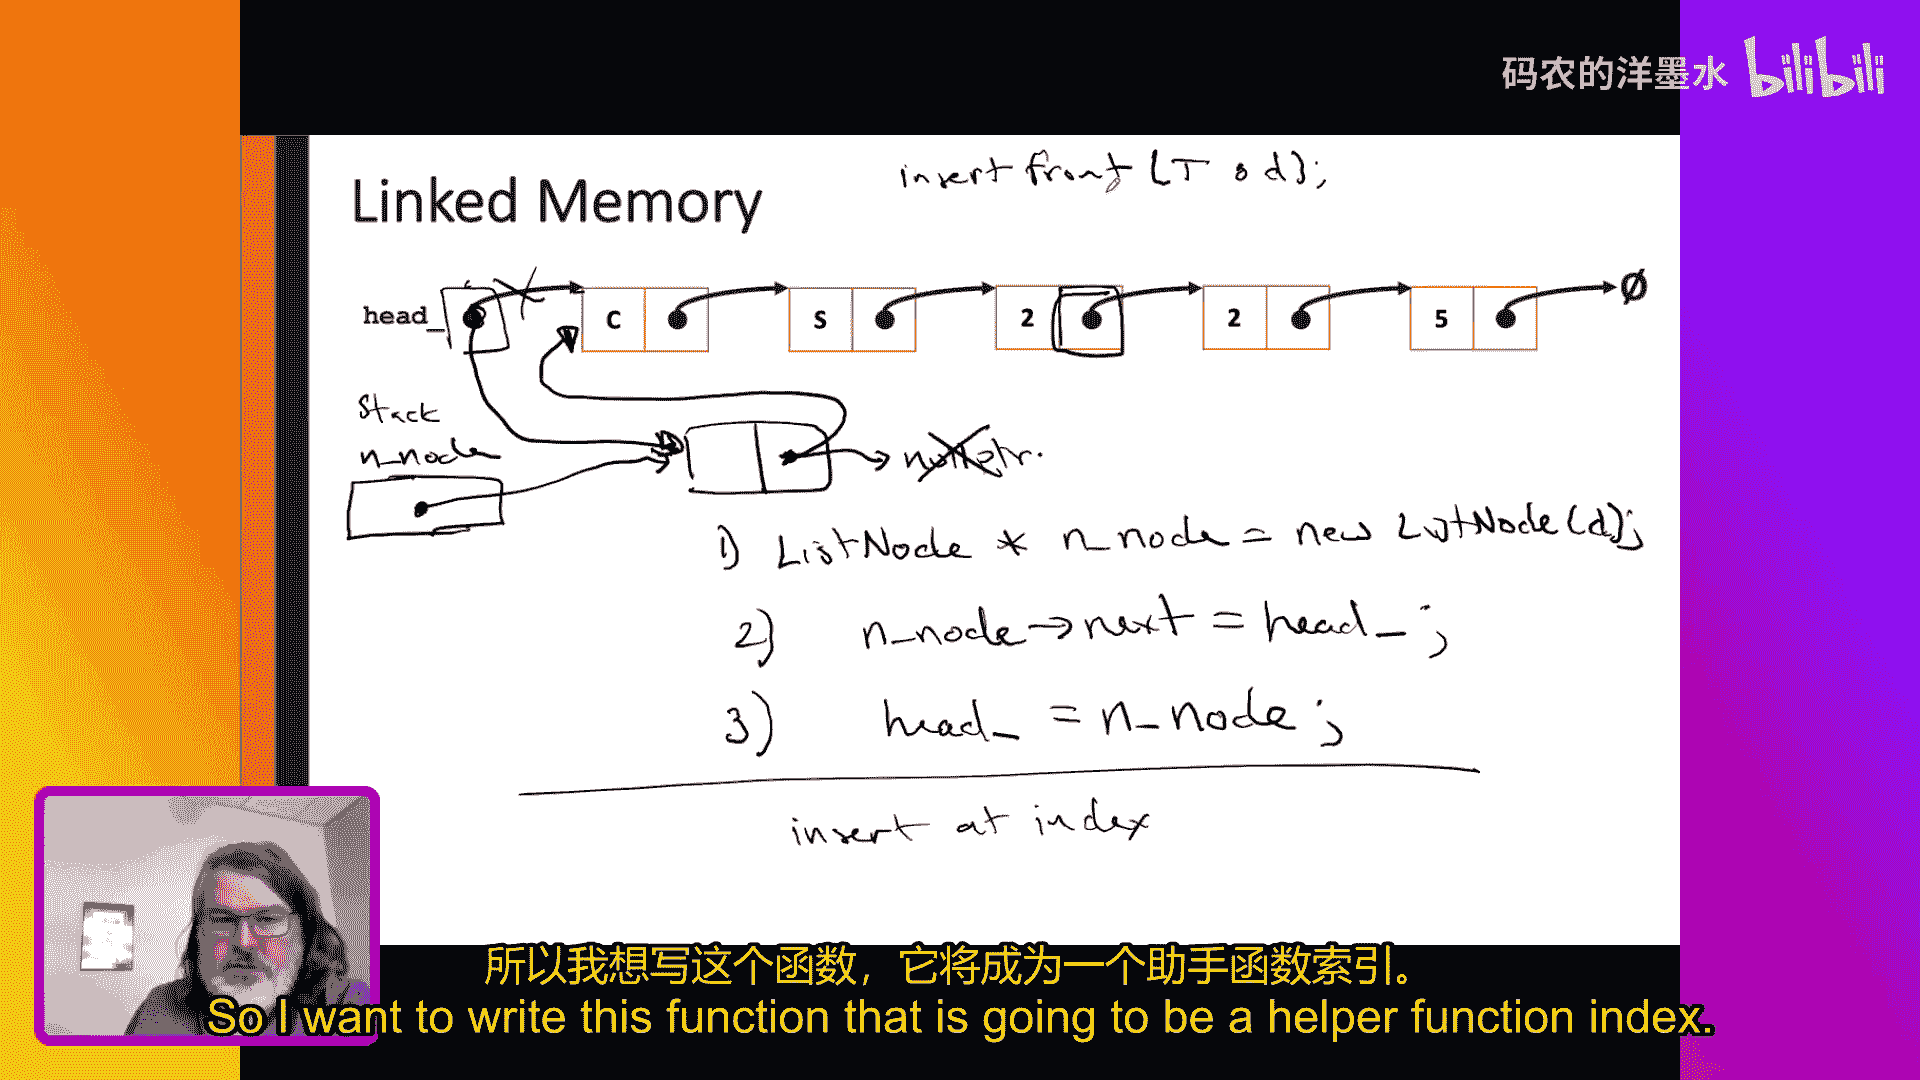 码农的洋墨水 bilibili
insertfront(T & d);
Linked Memory
head_ C S 2 2 5 Ø
Stack
n_node
nullptr.
1) ListNode * n_node = new ListNode(d);
2) n_node→next = head_;
3) head_ = n_node;
insert at index
所以我想写这个函数，它将成为一个助手函数索引。
So I want to write this function that is going to be a helper function index.